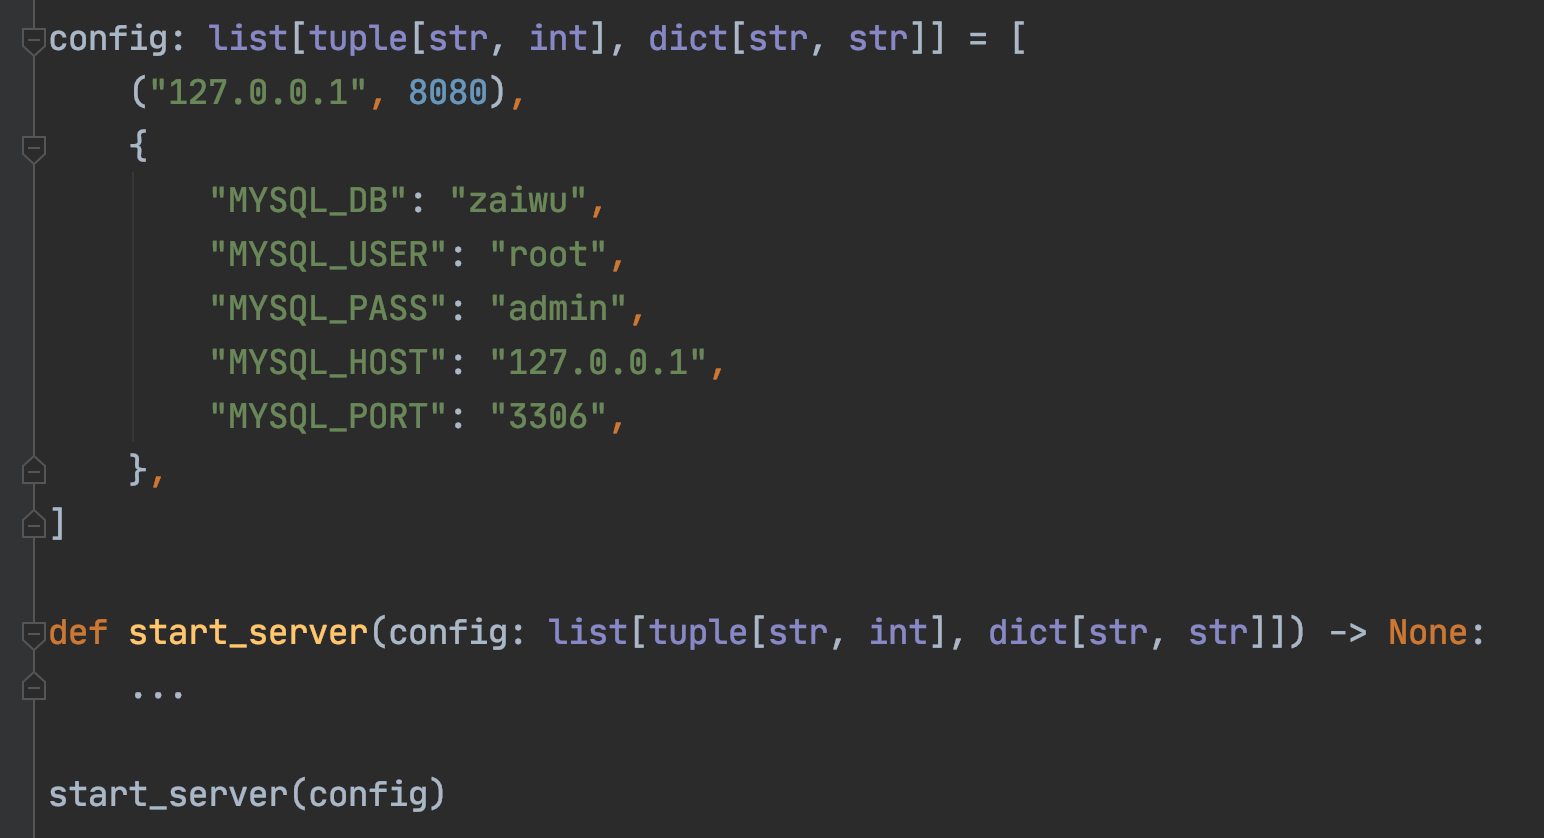 config: list[tuple[str, int], dict[str, str]] = [
    ("127.0.0.1", 8080),
    {
        "MYSQL_DB": "zaiwu",
        "MYSQL_USER": "root",
        "MYSQL_PASS": "admin",
        "MYSQL_HOST": "127.0.0.1",
        "MYSQL_PORT": "3306",
    },
]

def start_server(config: list[tuple[str, int], dict[str, str]]) -> None:
    ...

start_server(config)